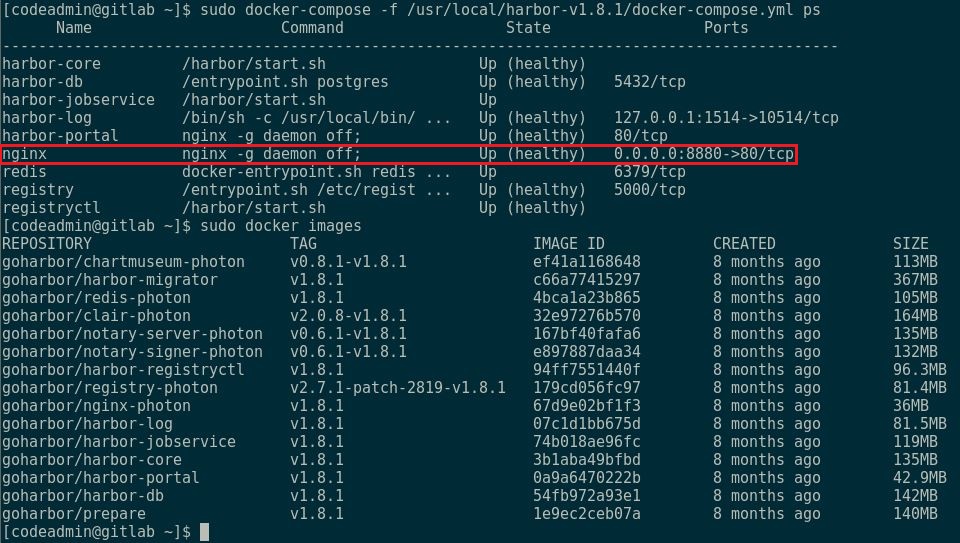 [codeadmin@gitlab ~]$ sudo docker-compose -f /usr/local/harbor-v1.8.1/docker-compose.yml ps
      Name                     Command                  State                 Ports
---------------------------------------------------------------------------------------------
harbor-core         /harbor/start.sh                 Up (healthy)
harbor-db           /entrypoint.sh postgres          Up (healthy)   5432/tcp
harbor-jobservice   /harbor/start.sh                 Up
harbor-log          /bin/sh -c /usr/local/bin/ ...   Up (healthy)   127.0.0.1:1514->10514/tcp
harbor-portal       nginx -g daemon off;             Up (healthy)   80/tcp
nginx               nginx -g daemon off;             Up (healthy)   0.0.0.0:8880->80/tcp
redis               docker-entrypoint.sh redis ...   Up             6379/tcp
registry            /entrypoint.sh /etc/regist ...   Up (healthy)   5000/tcp
registryctl         /harbor/start.sh                 Up (healthy)
[codeadmin@gitlab ~]$ sudo docker images
REPOSITORY                      TAG                        IMAGE ID            CREATED             SIZE
goharbor/chartmuseum-photon     v0.8.1-v1.8.1              ef41a1168648        8 months ago        113MB
goharbor/harbor-migrator        v1.8.1                     c66a77415297        8 months ago        367MB
goharbor/redis-photon           v1.8.1                     4bca1a23b865        8 months ago        105MB
goharbor/clair-photon           v2.0.8-v1.8.1              32e97276b570        8 months ago        164MB
goharbor/notary-server-photon   v0.6.1-v1.8.1              167bf40fafa6        8 months ago        135MB
goharbor/notary-signer-photon   v0.6.1-v1.8.1              e897887daa34        8 months ago        132MB
goharbor/harbor-registryctl     v1.8.1                     94ff7551440f        8 months ago        96.3MB
goharbor/registry-photon        v2.7.1-patch-2819-v1.8.1   179cd056fc97        8 months ago        81.4MB
goharbor/nginx-photon           v1.8.1                     67d9e02bf1f3        8 months ago        36MB
goharbor/harbor-log             v1.8.1                     07c1d1bb675d        8 months ago        81.5MB
goharbor/harbor-jobservice      v1.8.1                     74b018ae96fc        8 months ago        119MB
goharbor/harbor-core            v1.8.1                     3b1aba49bfbd        8 months ago        135MB
goharbor/harbor-portal          v1.8.1                     0a9a6470222b        8 months ago        42.9MB
goharbor/harbor-db              v1.8.1                     54fb972a93e1        8 months ago        142MB
goharbor/prepare                v1.8.1                     1e9ec2ceb07a        8 months ago        140MB
[codeadmin@gitlab ~]$